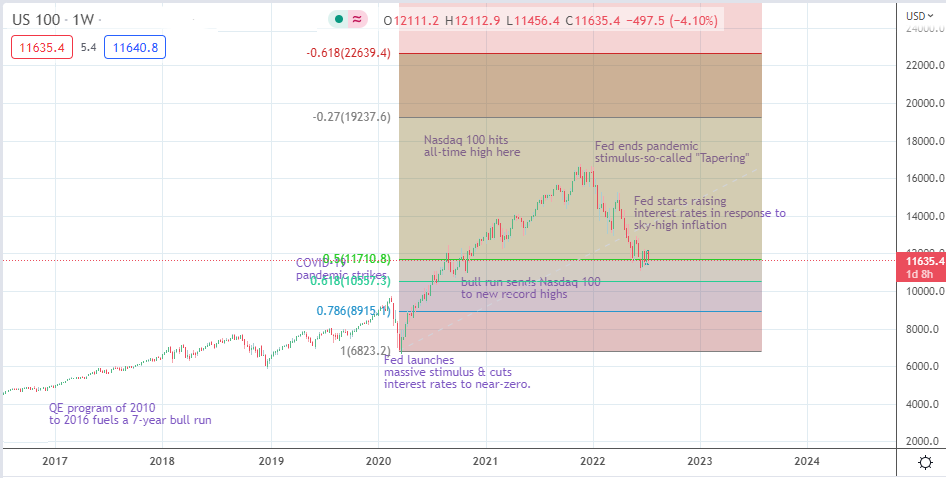 US 100 · 1W ·
O12111.2 H12112.9 L11456.4 C11635.4 −497.5 (−4.10%)
USD
11635.4 5.4 11640.8
24000.0
-0.618(22639.4)
22000.0
20000.0
-0.27(19237.6)
18000.0
Nasdaq 100 hits
all-time high here
Fed ends pandemic
stimulus-so-called "Tapering"
16000.0
Fed starts raising
interest rates in response to
sky-high inflation
14000.0
12000.0
0.5(11710.8)
COVID-19
pandemic strikes
11635.4
1d 8h
0.618(10557.3)
bull run sends Nasdaq 100
to new record highs
10000.0
0.786(8915.1)
8000.0
1(6823.2)
6000.0
Fed launches
massive stimulus & cuts
interest rates to near-zero.
4000.0
QE program of 2010
to 2016 fuels a 7-year bull run
2000.0
2017 2018 2019 2020 2021 2022 2023 2024